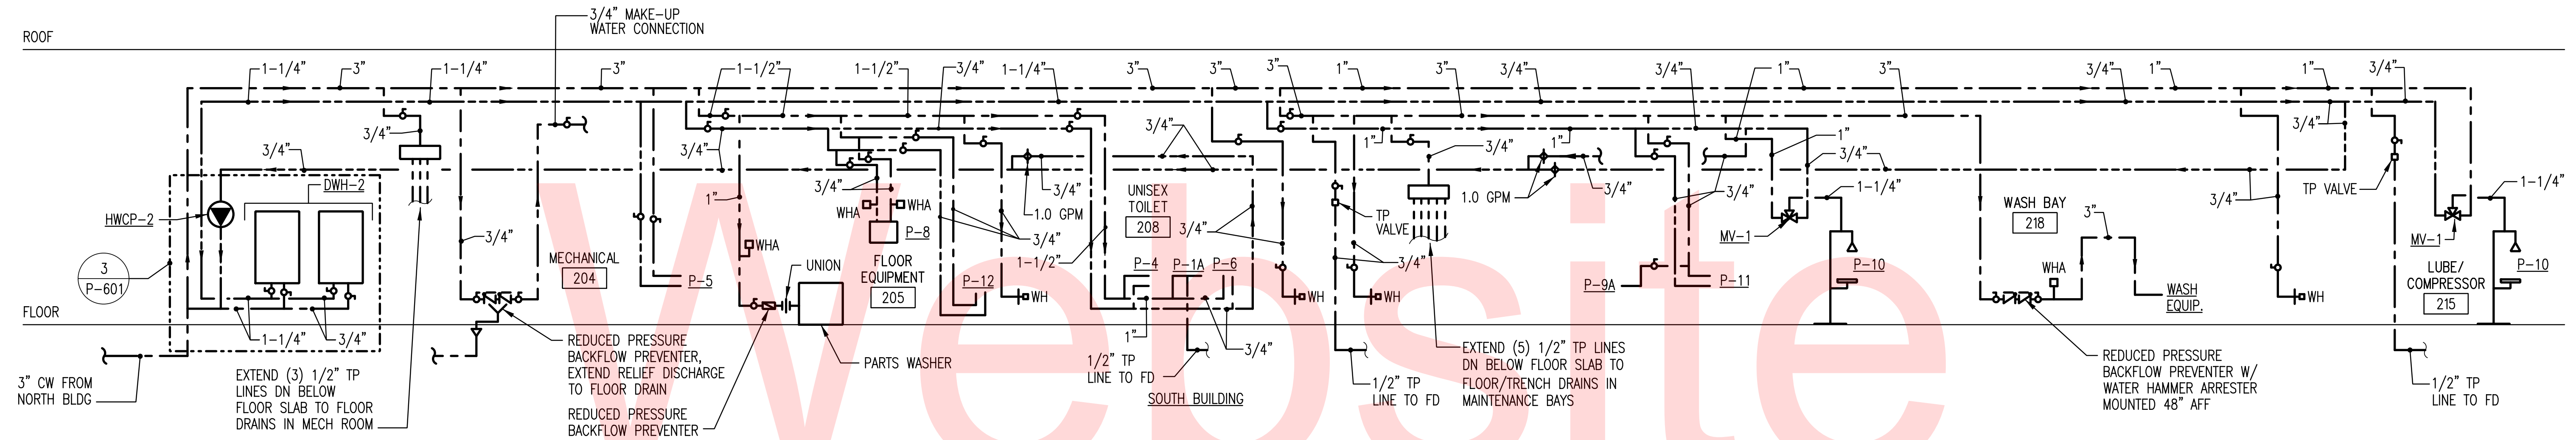 3/4" MAKE-UP
WATER CONNECTION
ROOF
1-1/4"
3"
1-1/4"
3"
1-1/2"
1-1/2"
3/4"
1-1/4"
3"
3"
3"
1"
3"
3/4"
3/4"
1"
3"
3/4"
1"
1"
3/4"
3/4"
3/4"
3/4"
3/4"
1"
3/4"
1"
1"
3/4"
3/4"
3/4"
DWH-2
HWCP-2
3
P-601
3/4"
MECHANICAL
204
P-5
1"
WHA
UNION
3/4"
WHA
WHA
P-8
FLOOR
EQUIPMENT
205
P-12
3/4"
3/4"
1.0 GPM
1-1/2"
WH
UNISEX
TOILET
208
3/4"
P-4
P-1A
P-6
1"
3/4"
WH
TP
VALVE
3/4"
WH
1.0 GPM
3/4"
3/4"
P-9A
P-11
1-1/4"
MV-1
P-10
WASH BAY
218
3"
WHA
WASH
EQUIP.
3/4"
WH
TP VALVE
1-1/4"
MV-1
P-10
LUBE/
COMPRESSOR
215
FLOOR
1-1/4"
3/4"
3" CW FROM
NORTH BLDG
EXTEND (3) 1/2" TP
LINES DN BELOW
FLOOR SLAB TO FLOOR
DRAINS IN MECH ROOM
REDUCED PRESSURE
BACKFLOW PREVENTER,
EXTEND RELIEF DISCHARGE
TO FLOOR DRAIN
REDUCED PRESSURE
BACKFLOW PREVENTER
PARTS WASHER
1/2" TP
LINE TO FD
SOUTH BUILDING
1/2" TP
LINE TO FD
EXTEND (5) 1/2" TP LINES
DN BELOW FLOOR SLAB TO
FLOOR/TRENCH DRAINS IN
MAINTENANCE BAYS
REDUCED PRESSURE
BACKFLOW PREVENTER W/
WATER HAMMER ARRESTER
MOUNTED 48" AFF
1/2" TP
LINE TO FD
Website